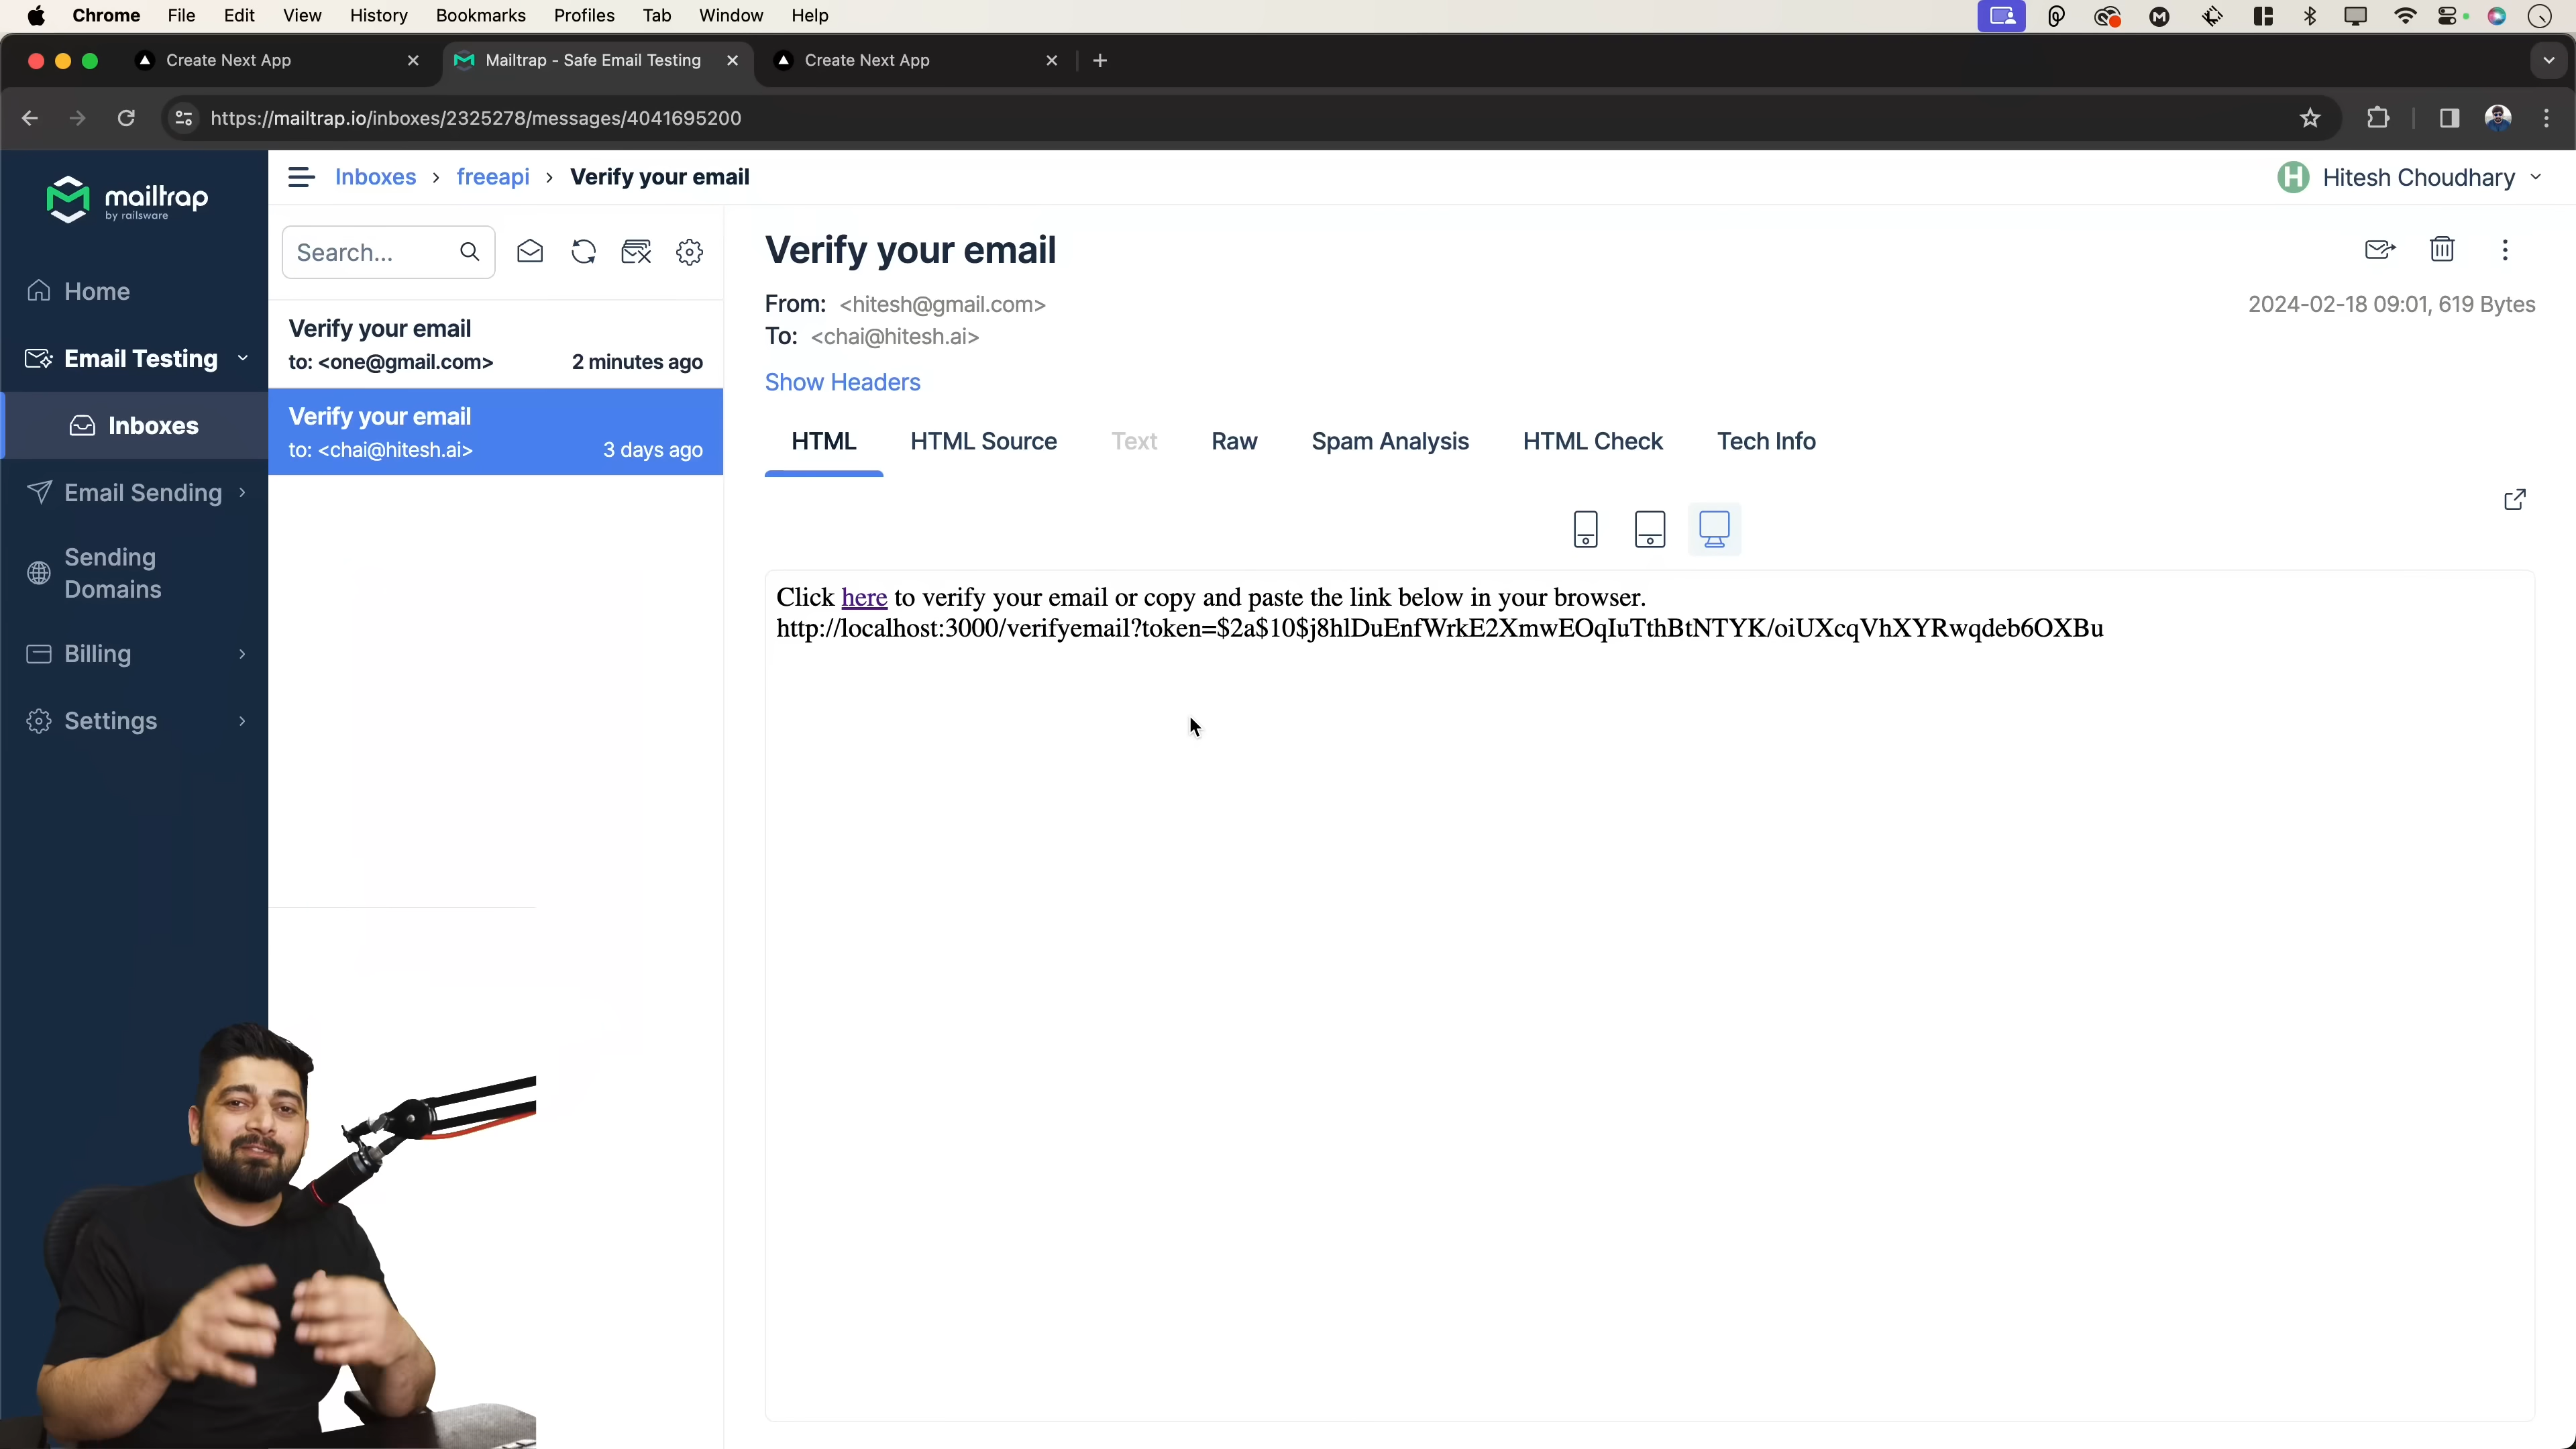 Chrome File Edit View History Bookmarks Profiles Tab Window Help
Create Next App
Mailtrap - Safe Email Testing
Create Next App
https://mailtrap.io/inboxes/2325278/messages/4041695200
mailtrap
by railsware
Home
Email Testing
Inboxes
Email Sending
Sending
Domains
Billing
Settings
Inboxes › freeapi › Verify your email
H Hitesh Choudhary
Search...
Verify your email
to: <one@gmail.com> 2 minutes ago
Verify your email
to: <chai@hitesh.ai> 3 days ago
Verify your email
From: <hitesh@gmail.com>
2024-02-18 09:01, 619 Bytes
To: <chai@hitesh.ai>
Show Headers
HTML HTML Source Text Raw Spam Analysis HTML Check Tech Info
Click here to verify your email or copy and paste the link below in your browser.
http://localhost:3000/verifyemail?token=$2a$10$j8hlDuEnfWrkE2XmwEOqIuTthBtNTYK/oiUXcqVhXYRwqdeb6OXBu